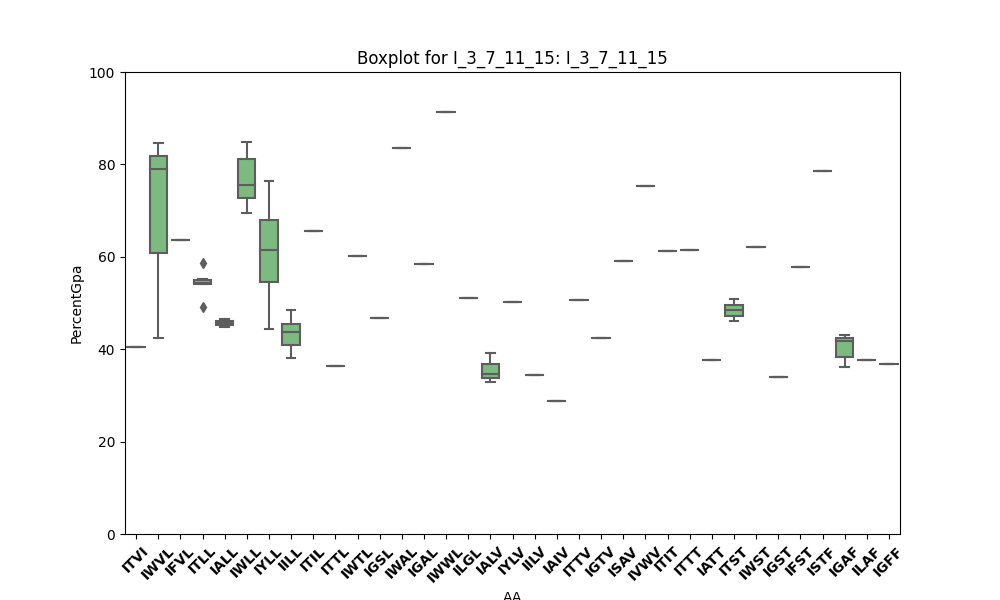 Boxplot for I_3_7_11_15: I_3_7_11_15
100
80
60
40
20
0
PercentGpa
ITVI
IWVL
IFVL
ITLL
IALL
IWLL
IYLL
IILL
ITIL
ITTL
IWTL
IGSL
IWAL
IGAL
IWWL
ILGL
IALV
IYLV
IILV
IAIV
ITTV
IGTV
ISAV
IVWV
ITIT
ITTT
IATT
ITST
IWST
IGST
IFST
ISTF
IGAF
ILAF
IGFF
AA